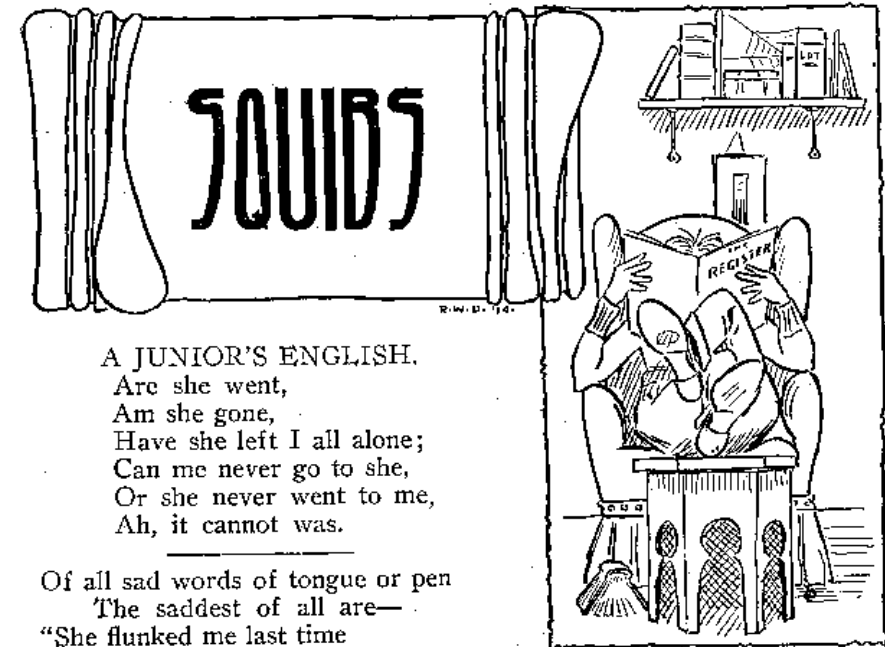 SQUIBS
LDT
THE
REGISTER
R.W.D. '14.
A JUNIOR'S ENGLISH.
Are she went,
Am she gone,
Have she left I all alone;
Can me never go to she,
Or she never went to me,
Ah, it cannot was.
Of all sad words of tongue or pen
The saddest of all are—
"She flunked me last time